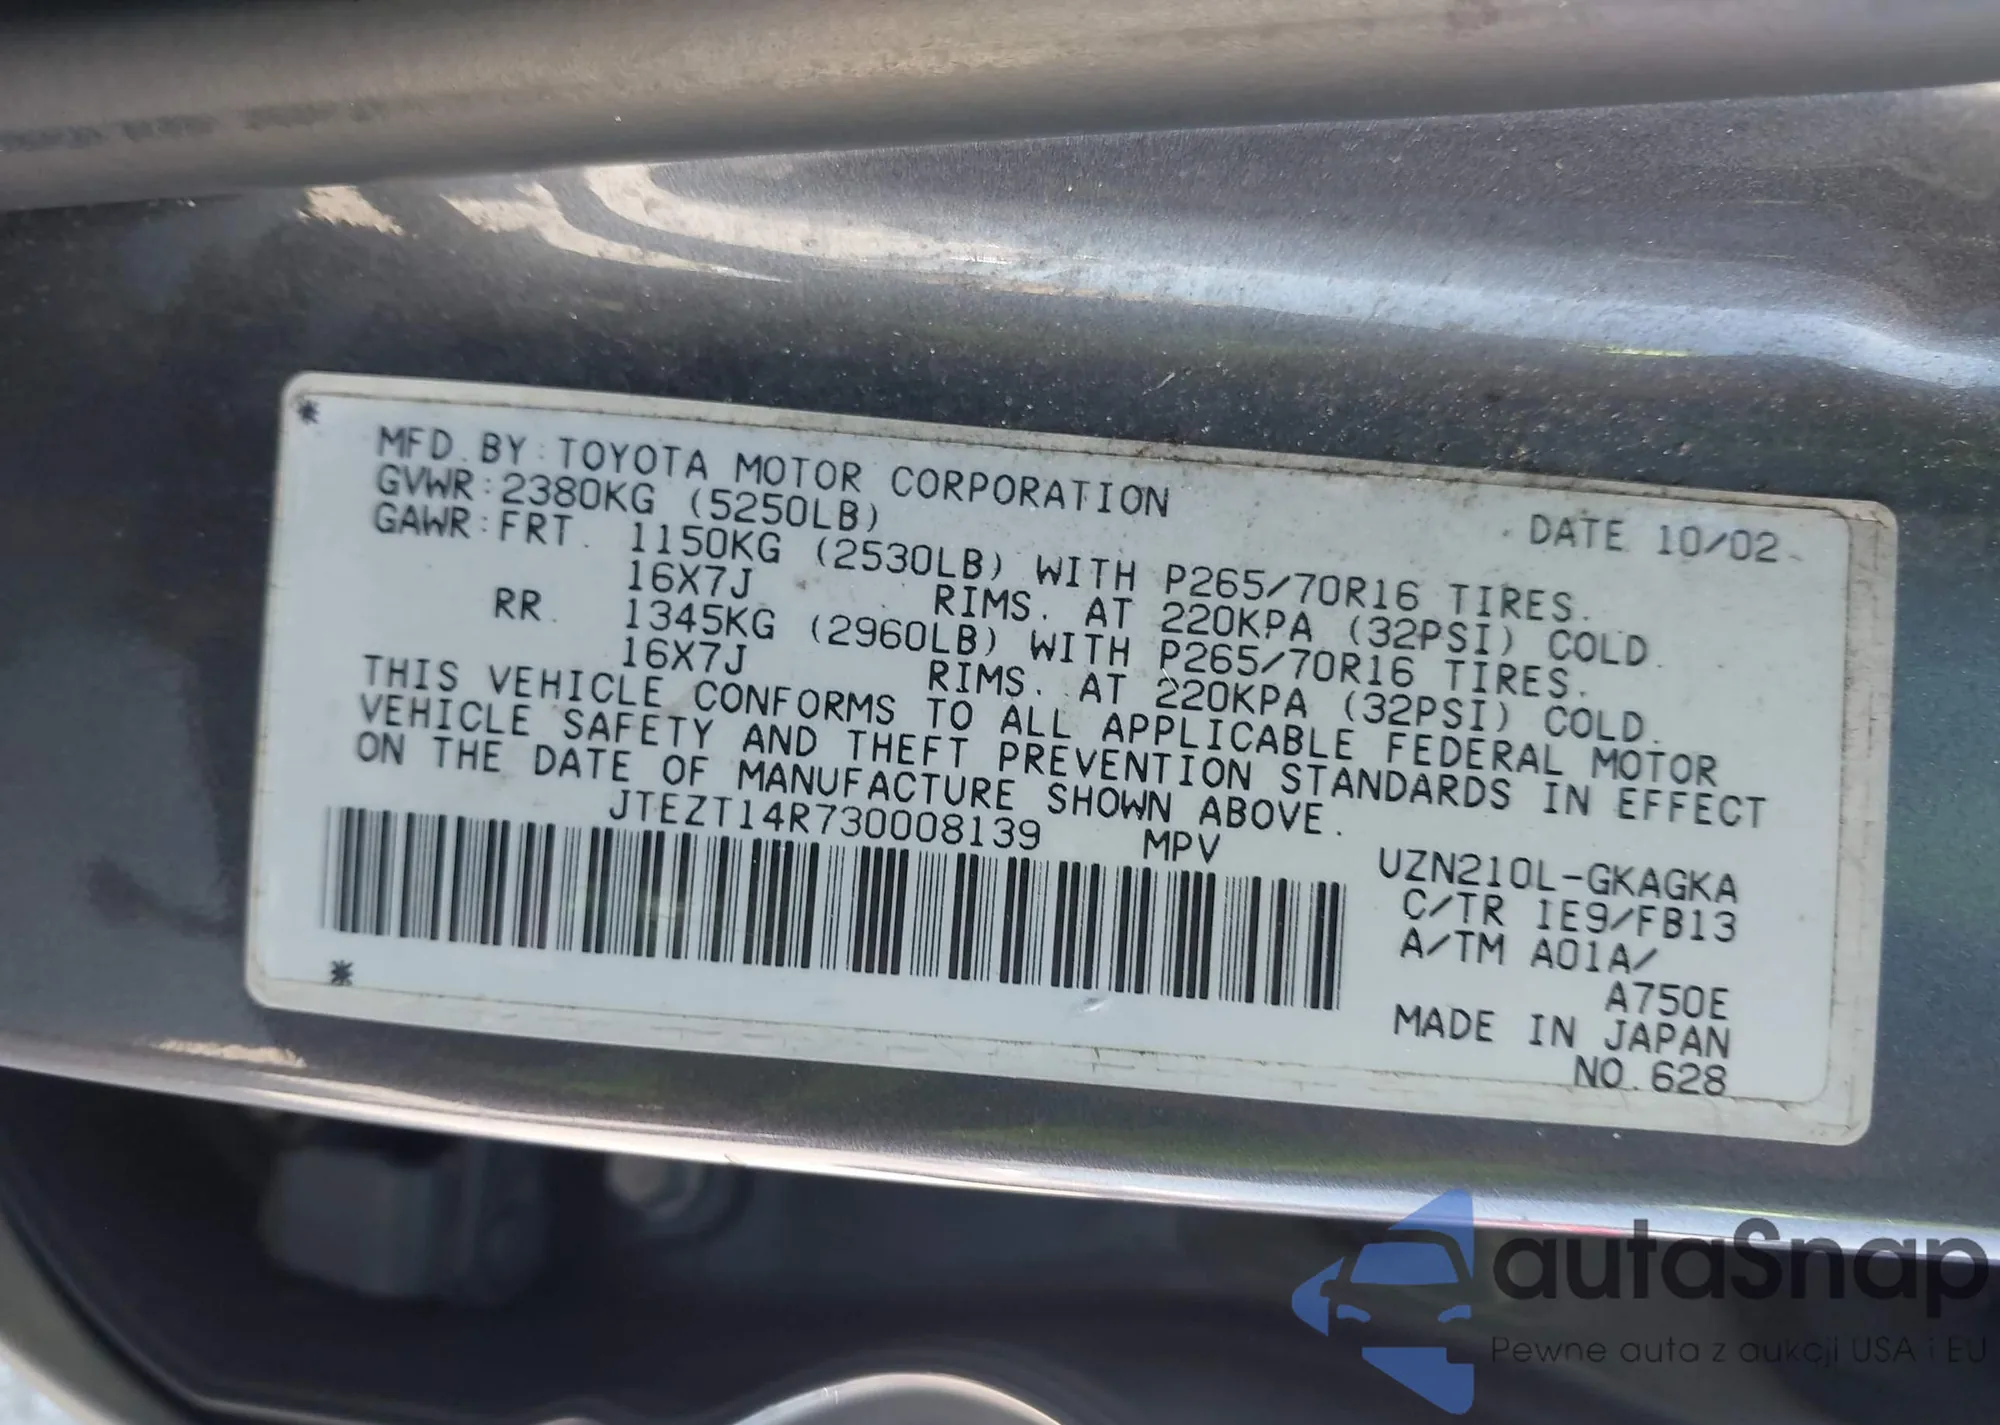 MFD. BY: TOYOTA MOTOR CORPORATION DATE 10/02
GVWR: 2380KG (5250LB)
GAWR: FRT. 1150KG (2530LB) WITH P265/70R16 TIRES.
16X7J RIMS. AT 220KPA (32PSI) COLD.
RR. 1345KG (2960LB) WITH P265/70R16 TIRES.
16X7J RIMS. AT 220KPA (32PSI) COLD.
THIS VEHICLE CONFORMS TO ALL APPLICABLE FEDERAL MOTOR
VEHICLE SAFETY AND THEFT PREVENTION STANDARDS IN EFFECT
ON THE DATE OF MANUFACTURE SHOWN ABOVE.
JTEZT14R730008139 MPV
UZN210L-GKAGKA
C/TR 1E9/FB13
A/TM A01A/
A750E
MADE IN JAPAN
NO. 628
autaSnap
Pewne auta z aukcji USA i EU